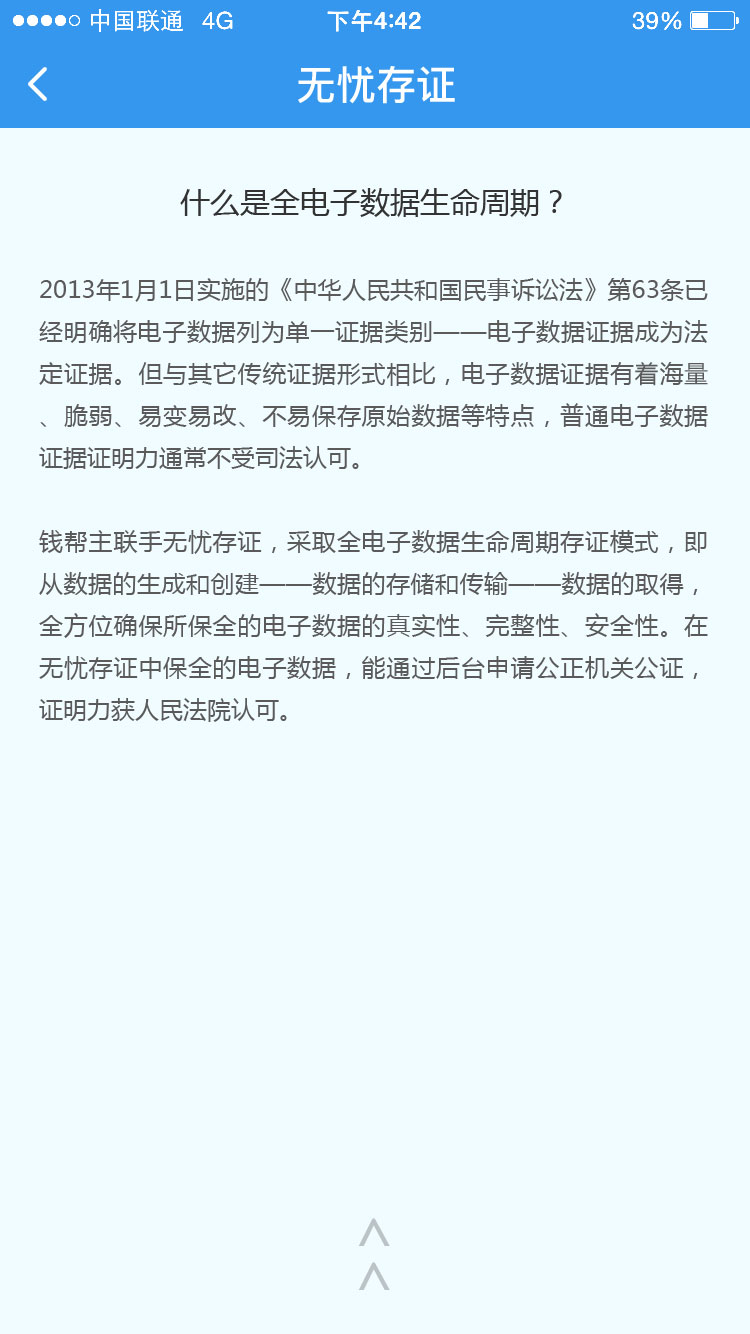 中国联通 4G 下午4:42 39%
无忧存证
什么是全电子数据生命周期？
2013年1月1日实施的《中华人民共和国民事诉讼法》第63条已
经明确将电子数据列为单一证据类别——电子数据证据成为法
定证据。但与其它传统证据形式相比，电子数据证据有着海量
、脆弱、易变易改、不易保存原始数据等特点，普通电子数据
证据证明力通常不受司法认可。
钱帮主联手无忧存证，采取全电子数据生命周期存证模式，即
从数据的生成和创建——数据的存储和传输——数据的取得，
全方位确保所保全的电子数据的真实性、完整性、安全性。在
无忧存证中保全的电子数据，能通过后台申请公正机关公证，
证明力获人民法院认可。